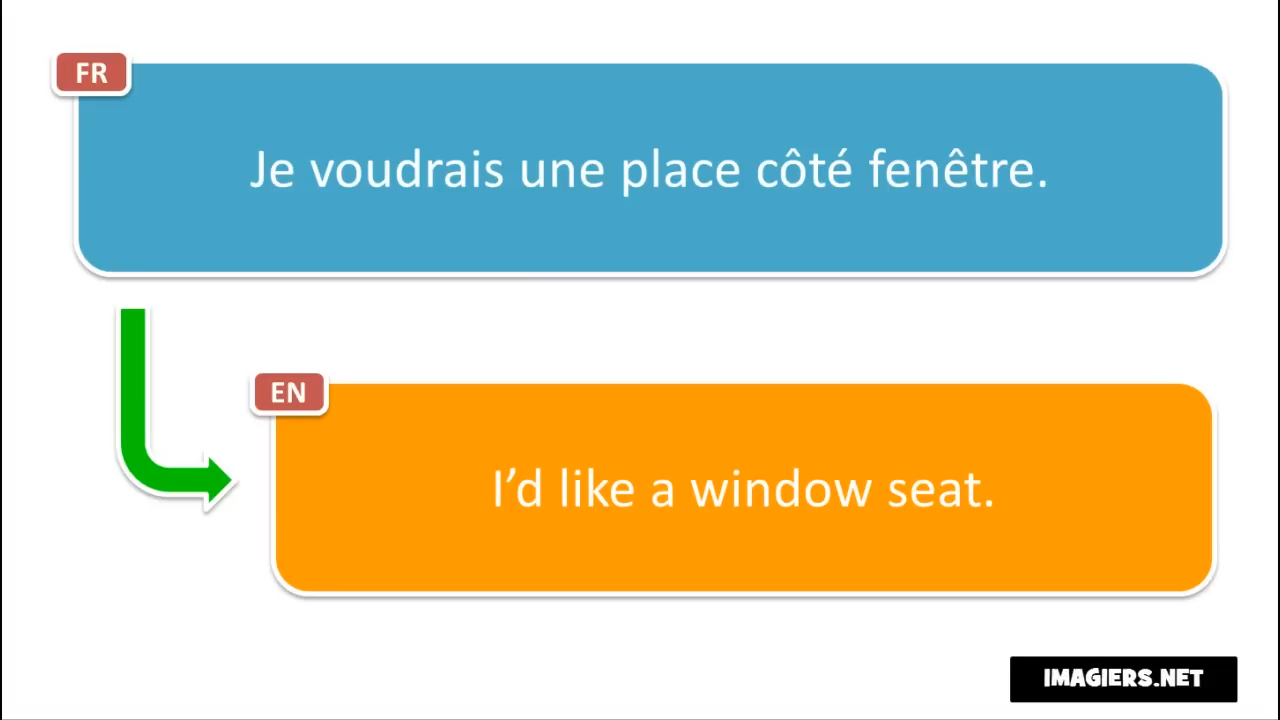 FR
Je voudrais une place côté fenêtre.
EN
I’d like a window seat.
IMAGIERS.NET